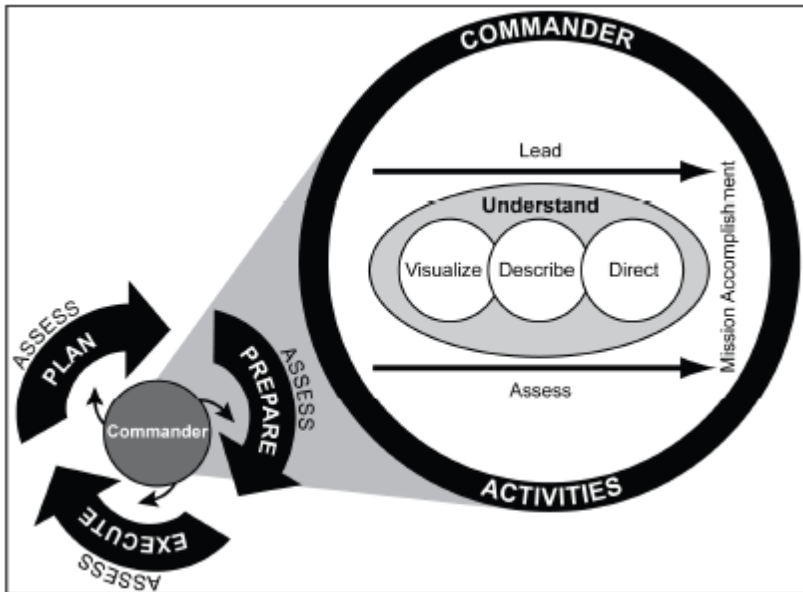 COMMANDER
Lead
Understand
Visualize
Describe
Direct
Assess
Mission Accomplishment
ACTIVITIES
ASSESS
PLAN
PREPARE
ASSESS
Commander
EXECUTE
ASSESS